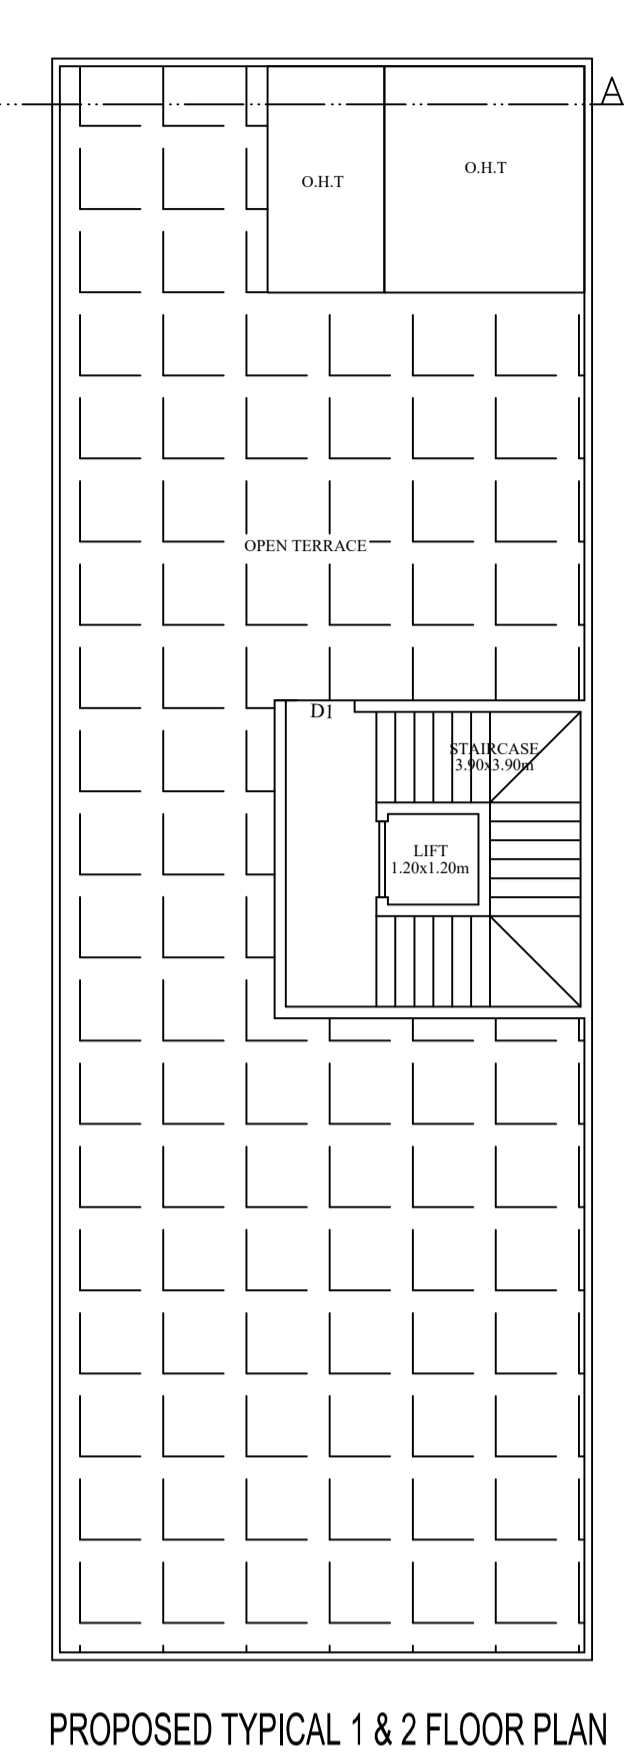 A
O.H.T
O.H.T
OPEN TERRACE
D1
STAIRCASE
3.90x3.90m
LIFT
1.20x1.20m
PROPOSED TYPICAL 1 & 2 FLOOR PLAN